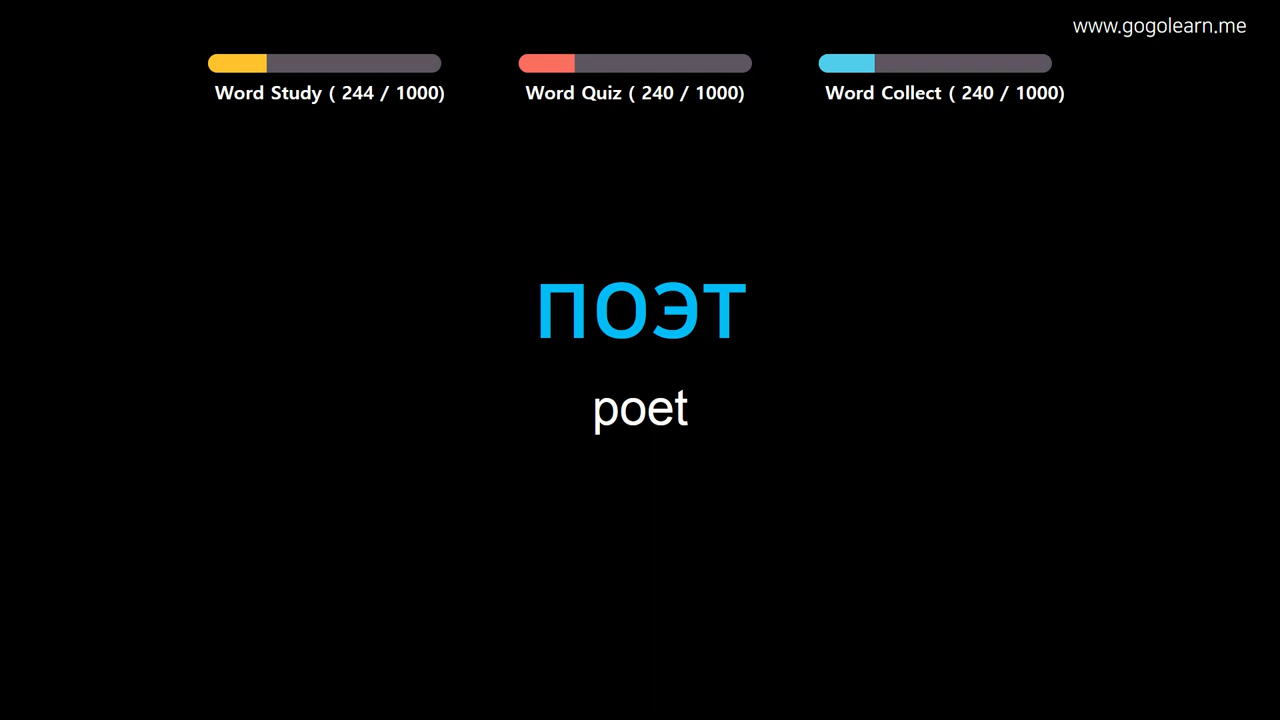 www.gogolearn.me
Word Study ( 244 / 1000)
Word Quiz ( 240 / 1000)
Word Collect ( 240 / 1000)
поэт
poet